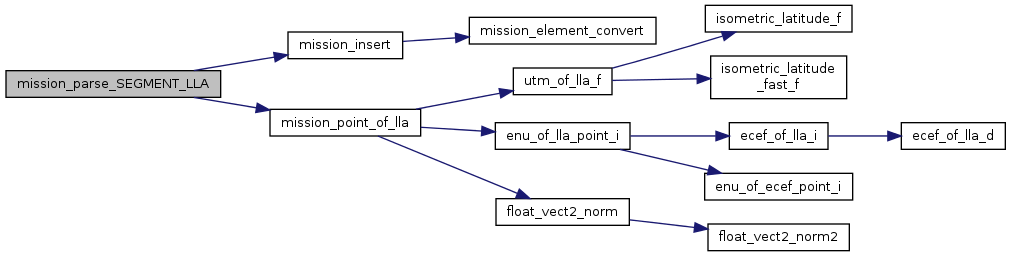 mission_parse_SEGMENT_LLA
mission_insert
mission_element_convert
mission_point_of_lla
utm_of_lla_f
isometric_latitude_f
isometric_latitude
_fast_f
enu_of_lla_point_i
ecef_of_lla_i
ecef_of_lla_d
enu_of_ecef_point_i
float_vect2_norm
float_vect2_norm2